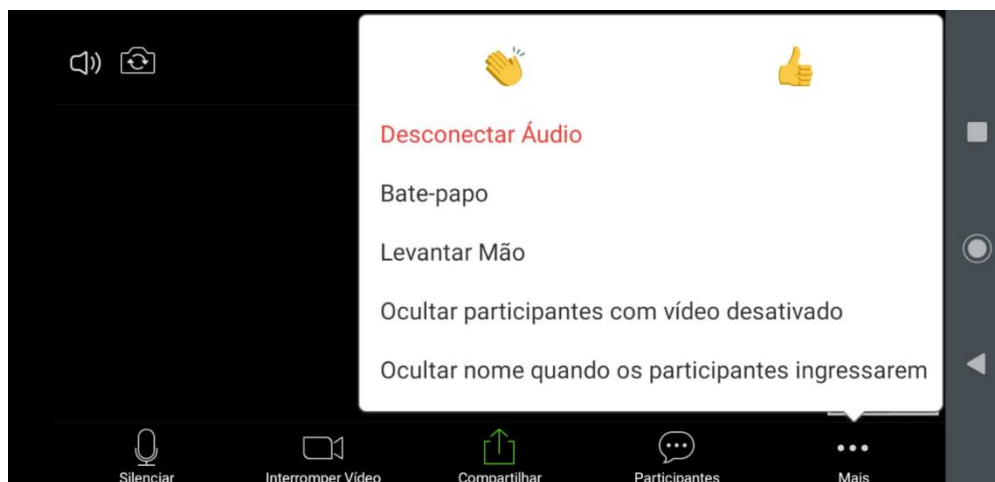 Desconectar Áudio
Bate-papo
Levantar Mão
Ocultar participantes com vídeo desativado
Ocultar nome quando os participantes ingressarem
Silenciar
Interromper Vídeo
Compartilhar
Participantes
Mais